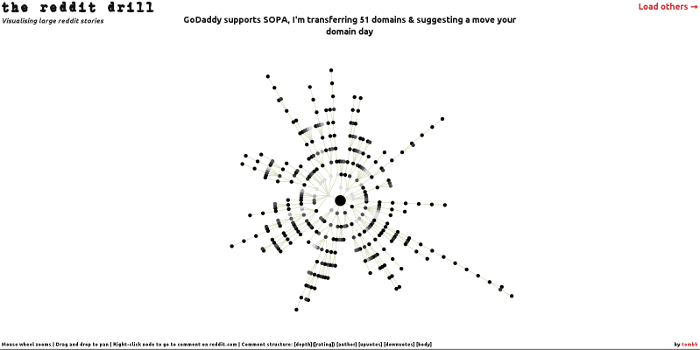 the reddit drill
Load others →
Visualising large reddit stories
GoDaddy supports SOPA, I'm transferring 51 domains & suggesting a move your
domain day
Mouse wheel zooms | Drag and drop to pan | Right-click node to go to comment on reddit.com | Comment structure: [depth][rating] [author] [upvotes] [downvotes] [body]
by tombh